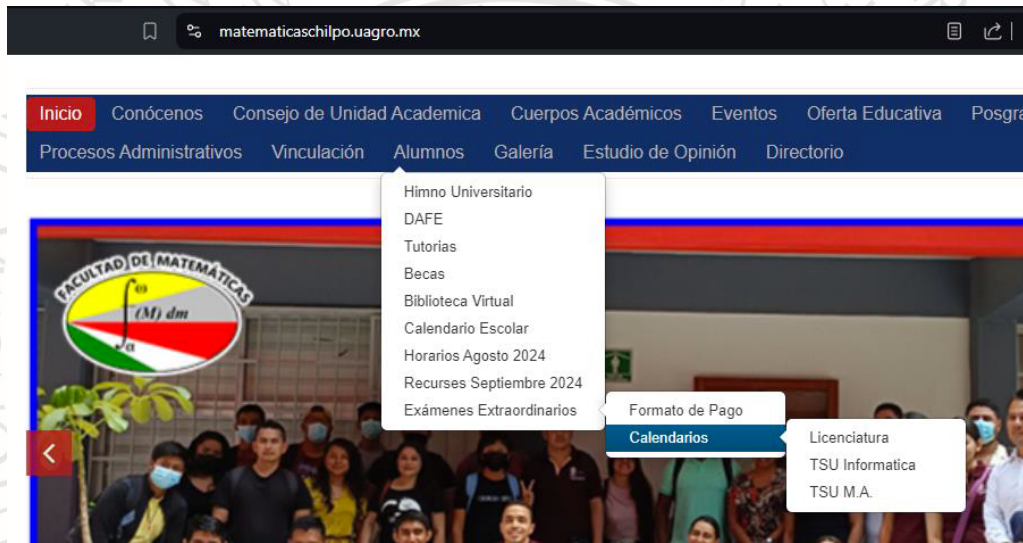 matematicaschilpo.uagro.mx
Inicio Conócenos Consejo de Unidad Academica Cuerpos Académicos Eventos Oferta Educativa Posgra
Procesos Administrativos Vinculación Alumnos Galería Estudio de Opinión Directorio
Himno Universitario
DAFE
Tutorias
Becas
Biblioteca Virtual
Calendario Escolar
Horarios Agosto 2024
Recurses Septiembre 2024
Exámenes Extraordinarios
Formato de Pago
Calendarios
Licenciatura
TSU Informatica
TSU M.A.
FACULTAD DE MATEMÁTICAS
∫ω α (M) dm